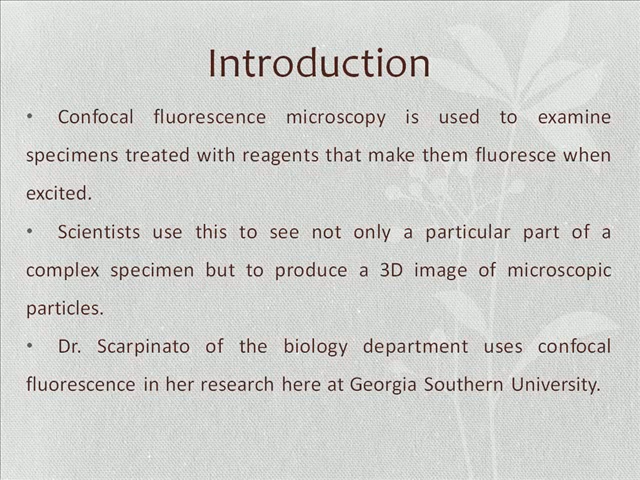 Introduction
• Confocal fluorescence microscopy is used to examine
specimens treated with reagents that make them fluoresce when
excited.
• Scientists use this to see not only a particular part of a
complex specimen but to produce a 3D image of microscopic
particles.
• Dr. Scarpinato of the biology department uses confocal
fluorescence in her research here at Georgia Southern University.